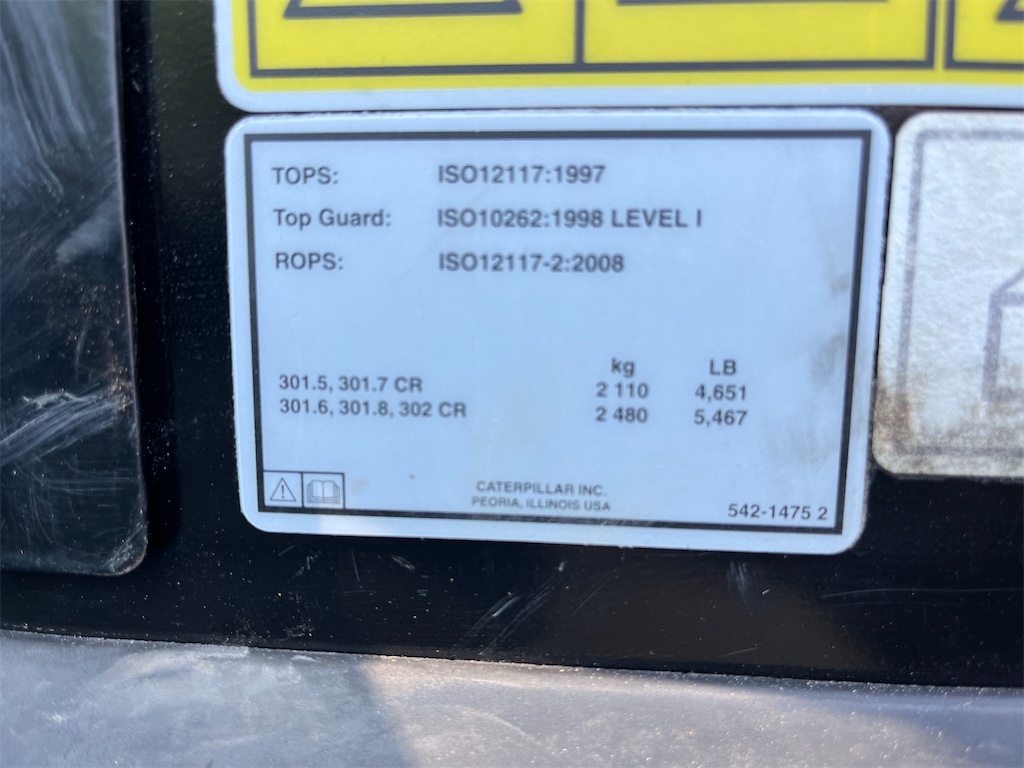 TOPS: ISO12117:1997
Top Guard: ISO10262:1998 LEVEL I
ROPS: ISO12117-2:2008
kg LB
301.5, 301.7 CR 2 110 4,651
301.6, 301.8, 302 CR 2 480 5,467
CATERPILLAR INC.
PEORIA, ILLINOIS USA
542-1475 2